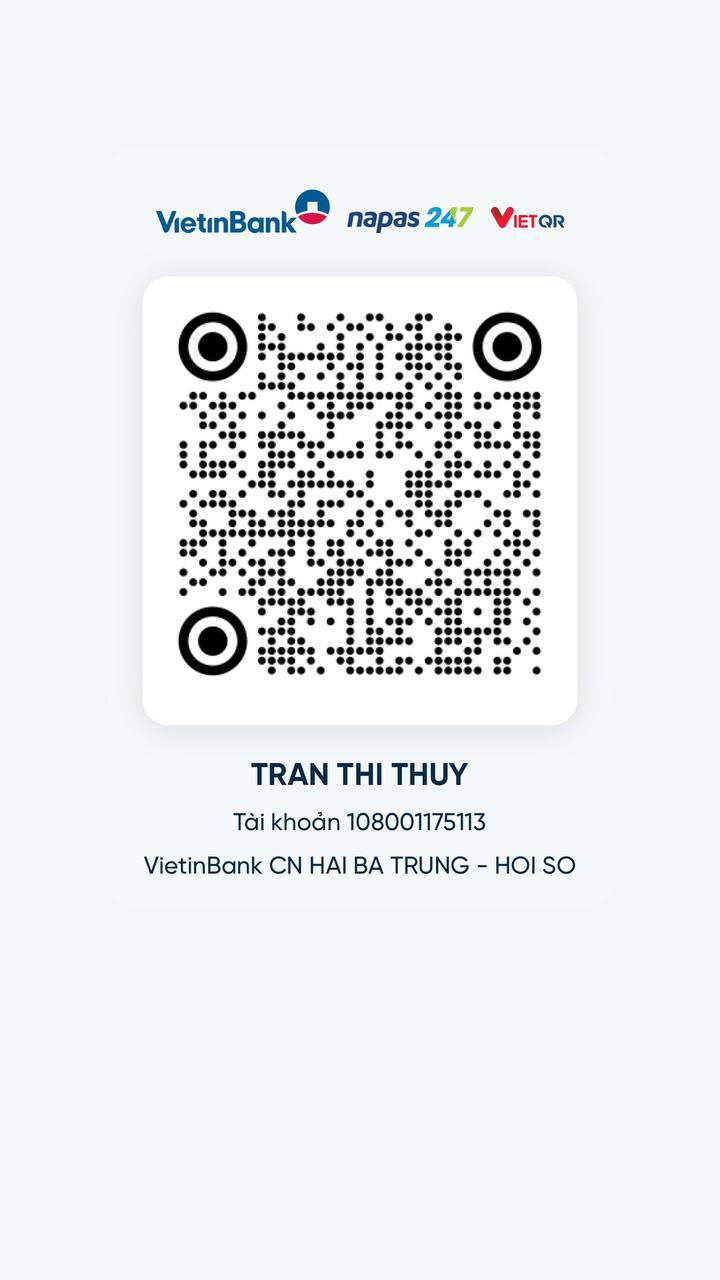 VietinBank napas 247 VIETQR
TRAN THI THUY
Tài khoản 108001175113
VietinBank CN HAI BA TRUNG - HOI SO